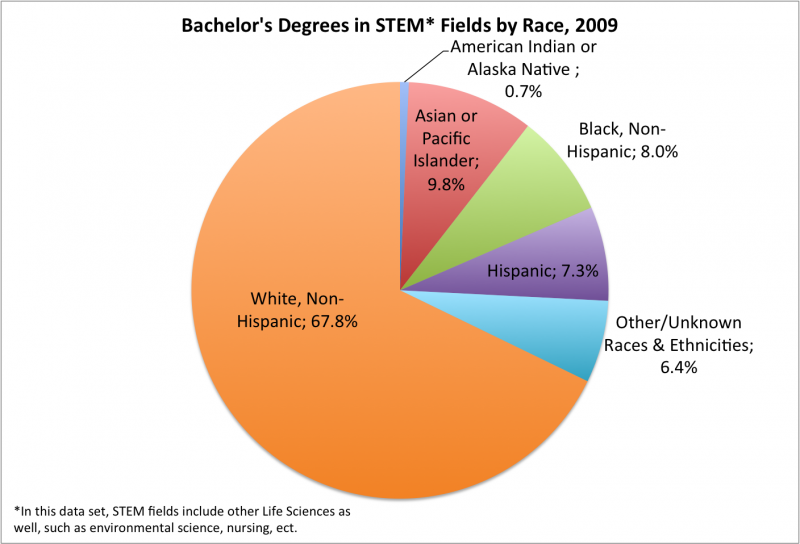 Bachelor's Degrees in STEM* Fields by Race, 2009
American Indian or
Alaska Native ;
0.7%
Asian or
Pacific
Islander;
9.8%
Black, Non-
Hispanic; 8.0%
Hispanic; 7.3%
Other/Unknown
Races & Ethnicities;
6.4%
White, Non-
Hispanic; 67.8%
*In this data set, STEM fields include other Life Sciences as
well, such as environmental science, nursing, ect.